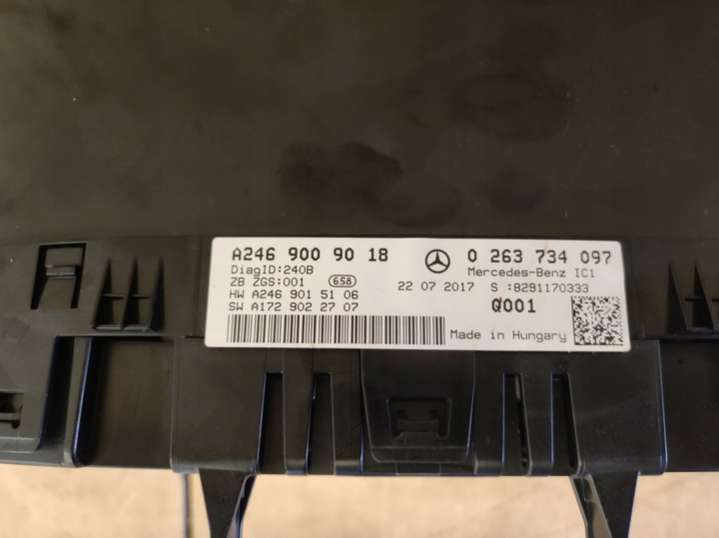 A246 900 90 18
DiagID:240B
ZB ZGS:001 658
HW A246 901 51 06
SW A172 902 27 07
0 263 734 097
Mercedes-Benz IC1
22 07 2017 S :8291170333
Q001
Made in Hungary